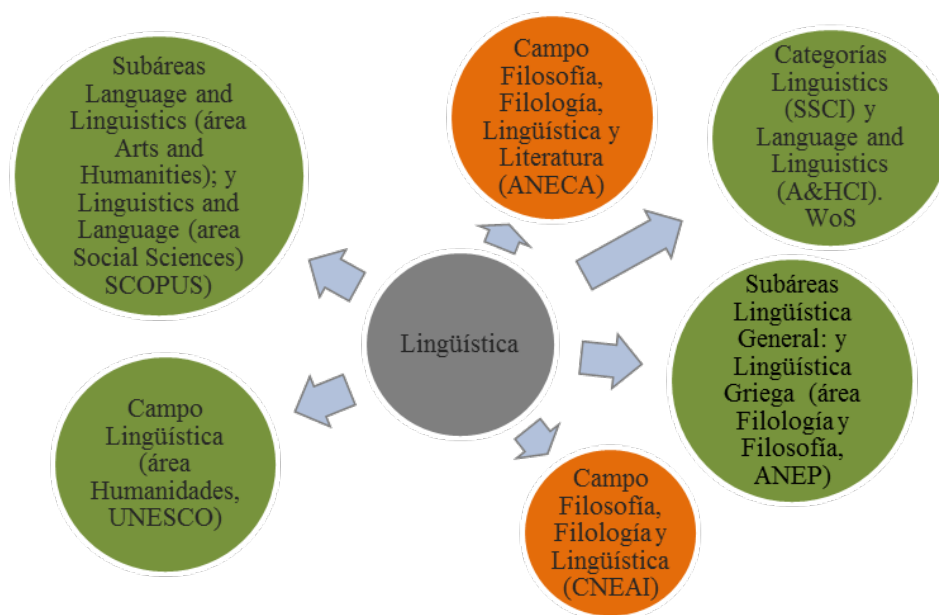 Subáreas
Language and
Linguistics (área
Arts and
Humanities); y
Linguistics and
Language (area
Social Sciences)
SCOPUS)
Campo
Filosofía,
Filología,
Lingüística y
Literatura
(ANECA)
Categorías
Linguistics
(SSCI) y
Language and
Linguistics
(A&HCI).
WoS
Lingüística
Subáreas
Lingüística
General: y
Lingüística
Griega (área
Filología y
Filosofía,
ANEP)
Campo
Lingüística
(área
Humanidades,
UNESCO)
Campo
Filosofía,
Filología y
Lingüística
(CNEAI)